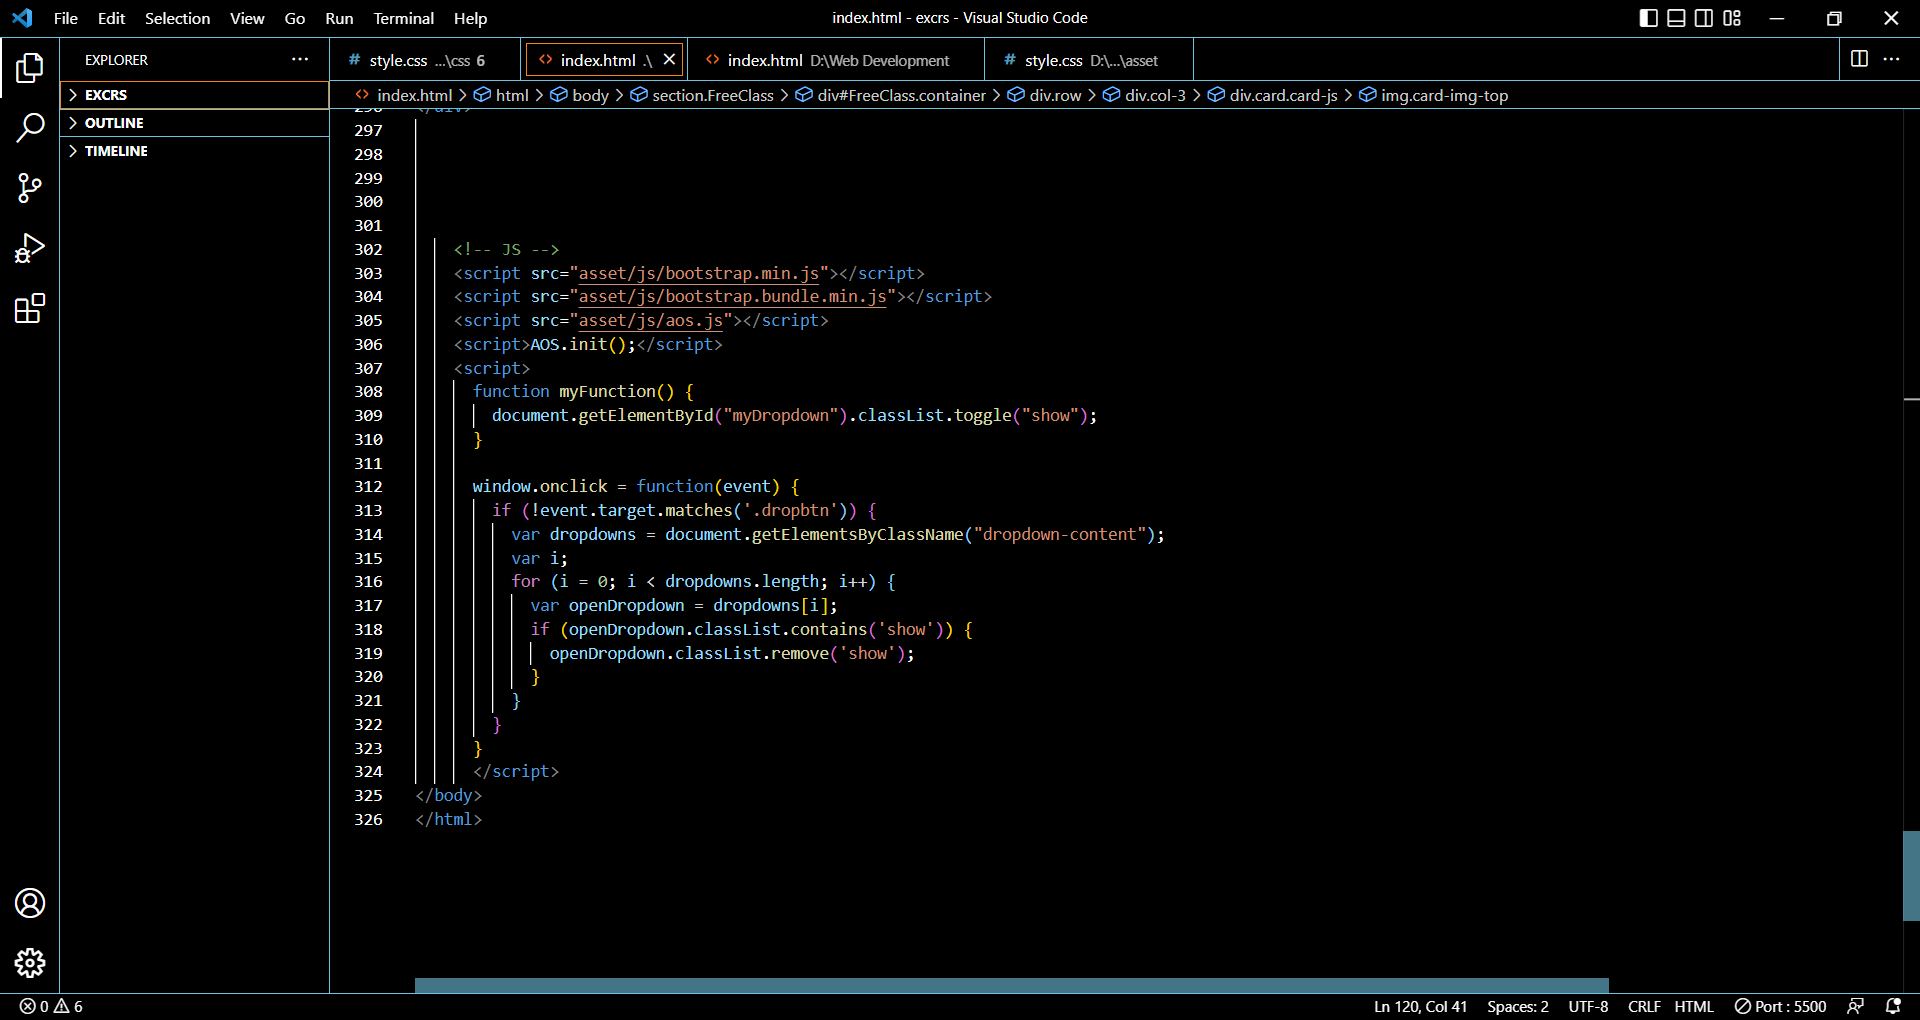 File Edit Selection View Go Run Terminal Help
index.html - excrs - Visual Studio Code
EXPLORER
EXCRS
OUTLINE
TIMELINE
# style.css ...\css 6
<> index.html .\
<> index.html D:\Web Development
# style.css D:\...\asset
<> index.html > html > body > section.FreeClass > div#FreeClass.container > div.row > div.col-3 > div.card.card-js > img.card-img-top
297
298
299
300
301
302 <!-- JS -->
303 <script src="asset/js/bootstrap.min.js"></script>
304 <script src="asset/js/bootstrap.bundle.min.js"></script>
305 <script src="asset/js/aos.js"></script>
306 <script>AOS.init();</script>
307 <script>
308 function myFunction() {
309 document.getElementById("myDropdown").classList.toggle("show");
310 }
311
312 window.onclick = function(event) {
313 if (!event.target.matches('.dropbtn')) {
314 var dropdowns = document.getElementsByClassName("dropdown-content");
315 var i;
316 for (i = 0; i < dropdowns.length; i++) {
317 var openDropdown = dropdowns[i];
318 if (openDropdown.classList.contains('show')) {
319 openDropdown.classList.remove('show');
320 }
321 }
322 }
323 }
324 </script>
325 </body>
326 </html>
0 6
Ln 120, Col 41 Spaces: 2 UTF-8 CRLF HTML Port : 5500